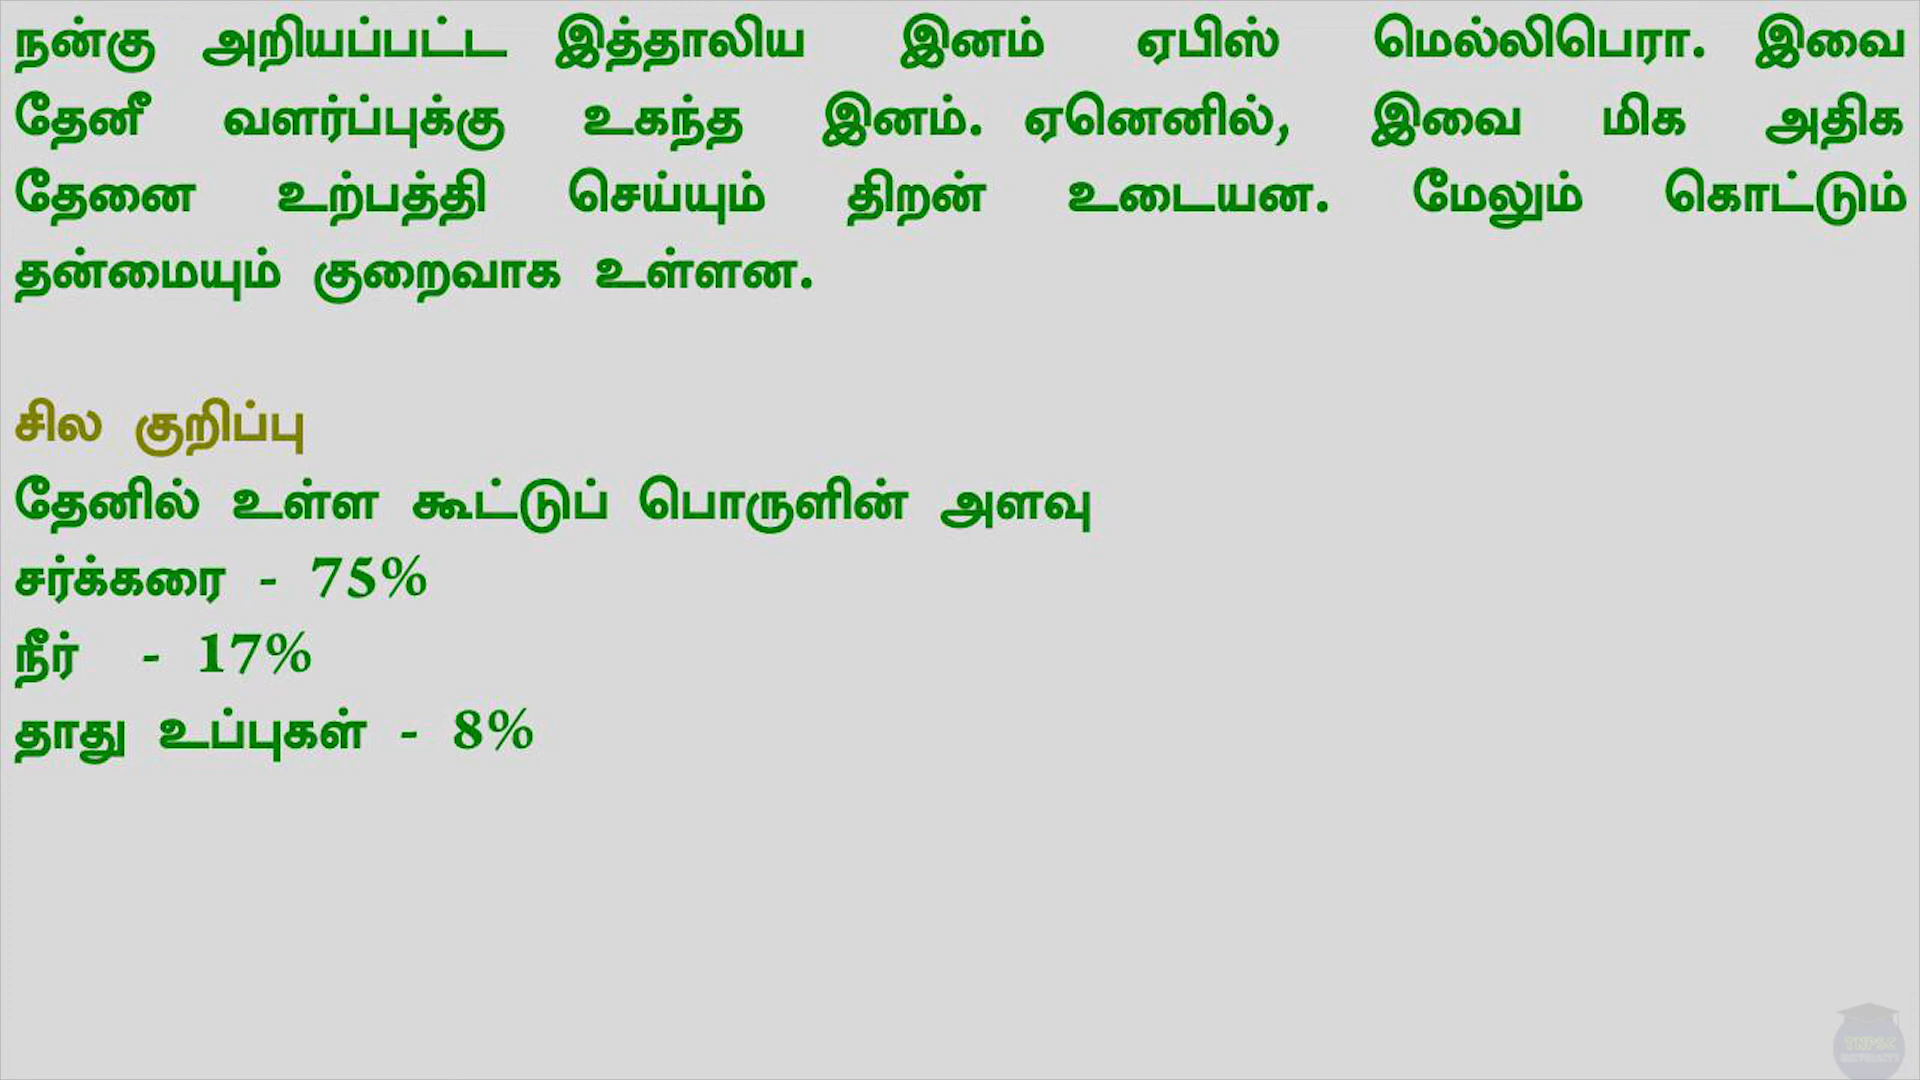 நன்கு அறியப்பட்ட இத்தாலிய இனம் ஏபிஸ் மெல்லிபெரா. இவை
தேனீ வளர்ப்புக்கு உகந்த இனம். ஏனெனில், இவை மிக அதிக
தேனை உற்பத்தி செய்யும் திறன் உடையன. மேலும் கொட்டும்
தன்மையும் குறைவாக உள்ளன.
சில குறிப்பு
தேனில் உள்ள கூட்டுப் பொருளின் அளவு
சர்க்கரை - 75%
நீர் - 17%
தாது உப்புகள் - 8%